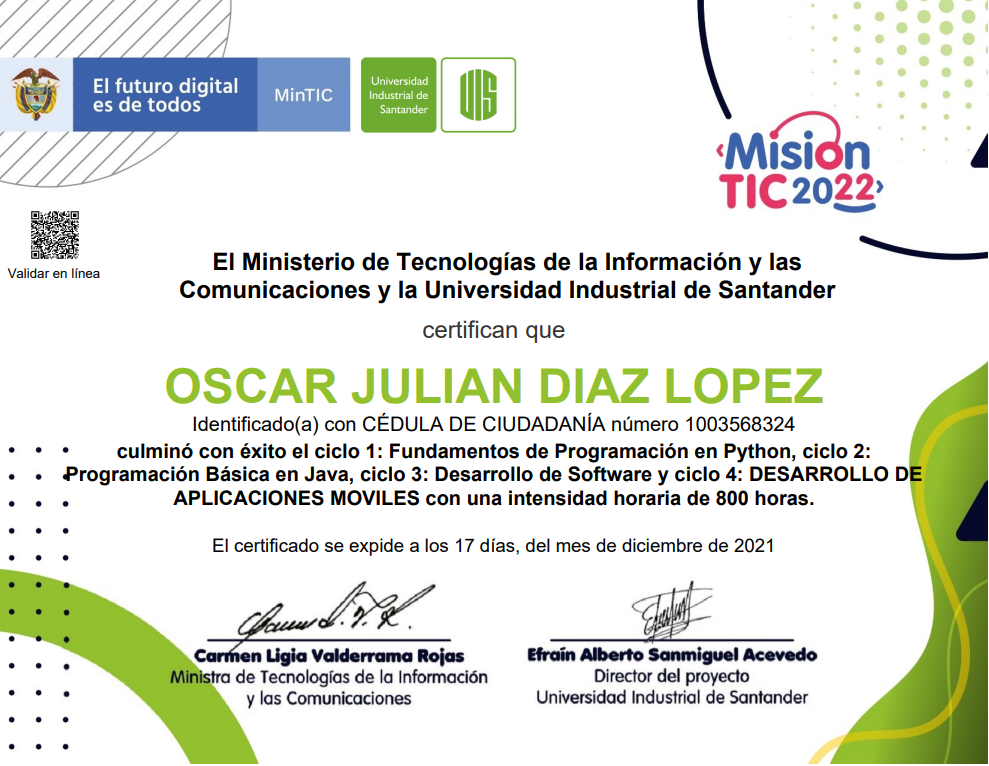 El futuro digital
es de todos
MinTIC
Universidad
Industrial de
Santander
UIS
‹Misión
TIC 2022›
Validar en línea
El Ministerio de Tecnologías de la Información y las
Comunicaciones y la Universidad Industrial de Santander
certifican que
OSCAR JULIAN DIAZ LOPEZ
Identificado(a) con CÉDULA DE CIUDADANÍA número 1003568324
culminó con éxito el ciclo 1: Fundamentos de Programación en Python, ciclo 2:
Programación Básica en Java, ciclo 3: Desarrollo de Software y ciclo 4: DESARROLLO DE
APLICACIONES MOVILES con una intensidad horaria de 800 horas.
El certificado se expide a los 17 días, del mes de diciembre de 2021
Carmen Ligia Valderrama Rojas
Ministra de Tecnologías de la Información
y las Comunicaciones
Efraín Alberto Sanmiguel Acevedo
Director del proyecto
Universidad Industrial de Santander